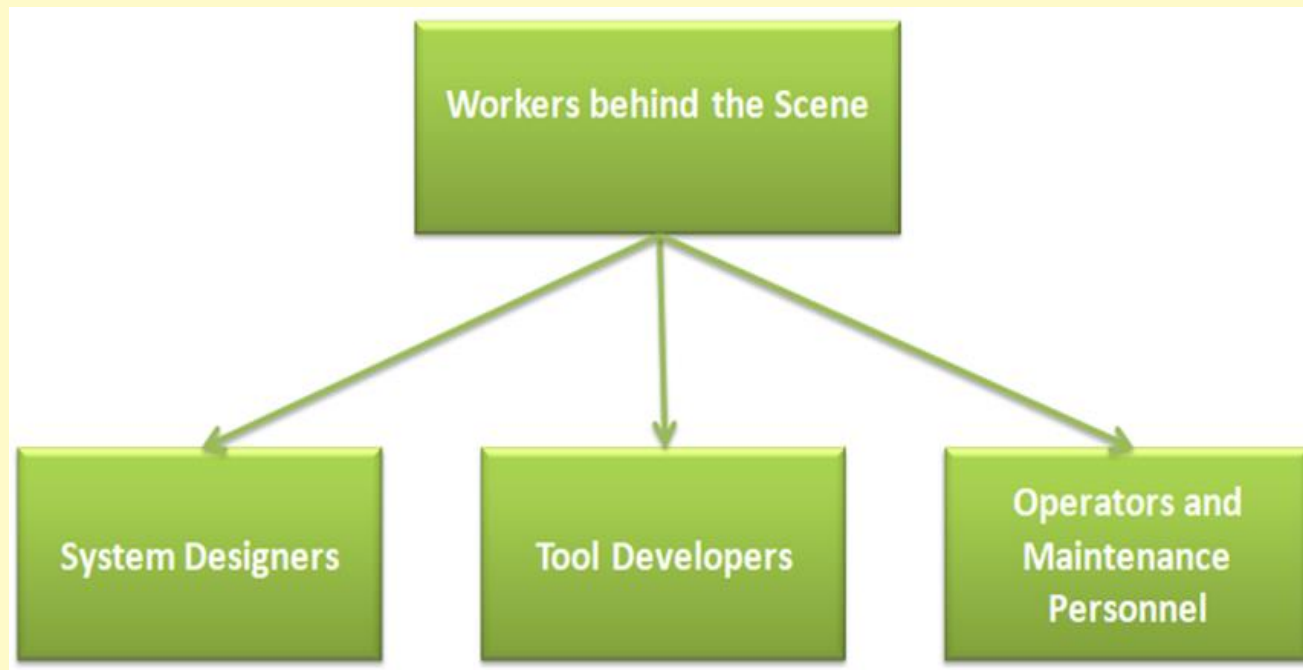 Workers behind the Scene
System Designers
Tool Developers
Operators and
Maintenance
Personnel